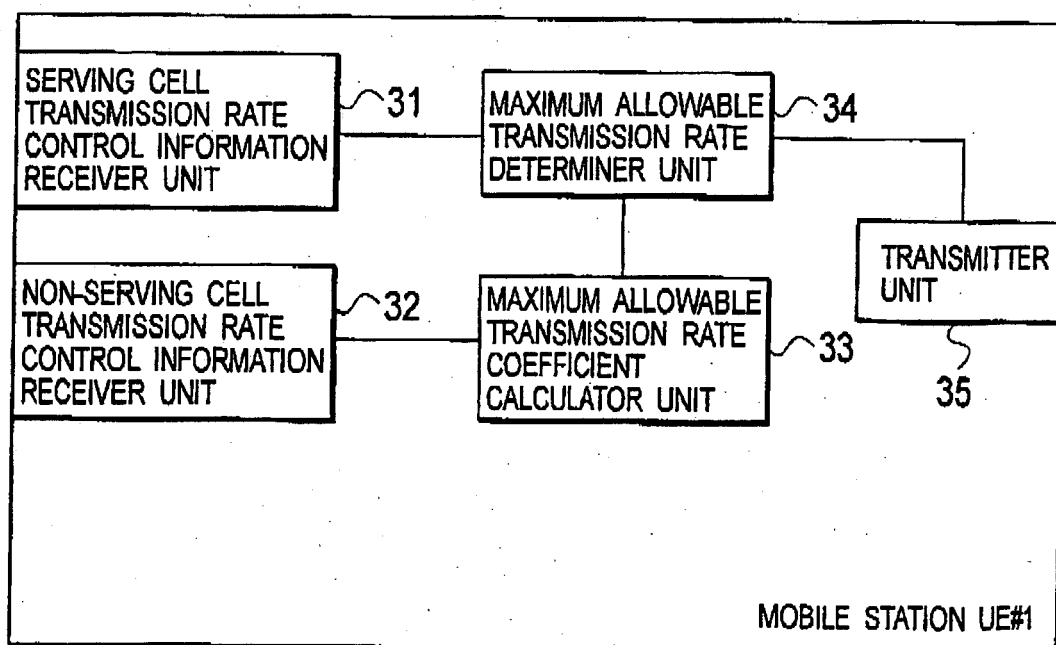 SERVING CELL
TRANSMISSION RATE
CONTROL INFORMATION
RECEIVER UNIT
31
MAXIMUM ALLOWABLE
TRANSMISSION RATE
DETERMINER UNIT
34
NON-SERVING CELL
TRANSMISSION RATE
CONTROL INFORMATION
RECEIVER UNIT
32
MAXIMUM ALLOWABLE
TRANSMISSION RATE
COEFFICIENT
CALCULATOR UNIT
33
TRANSMITTER
UNIT
35
MOBILE STATION UE#1